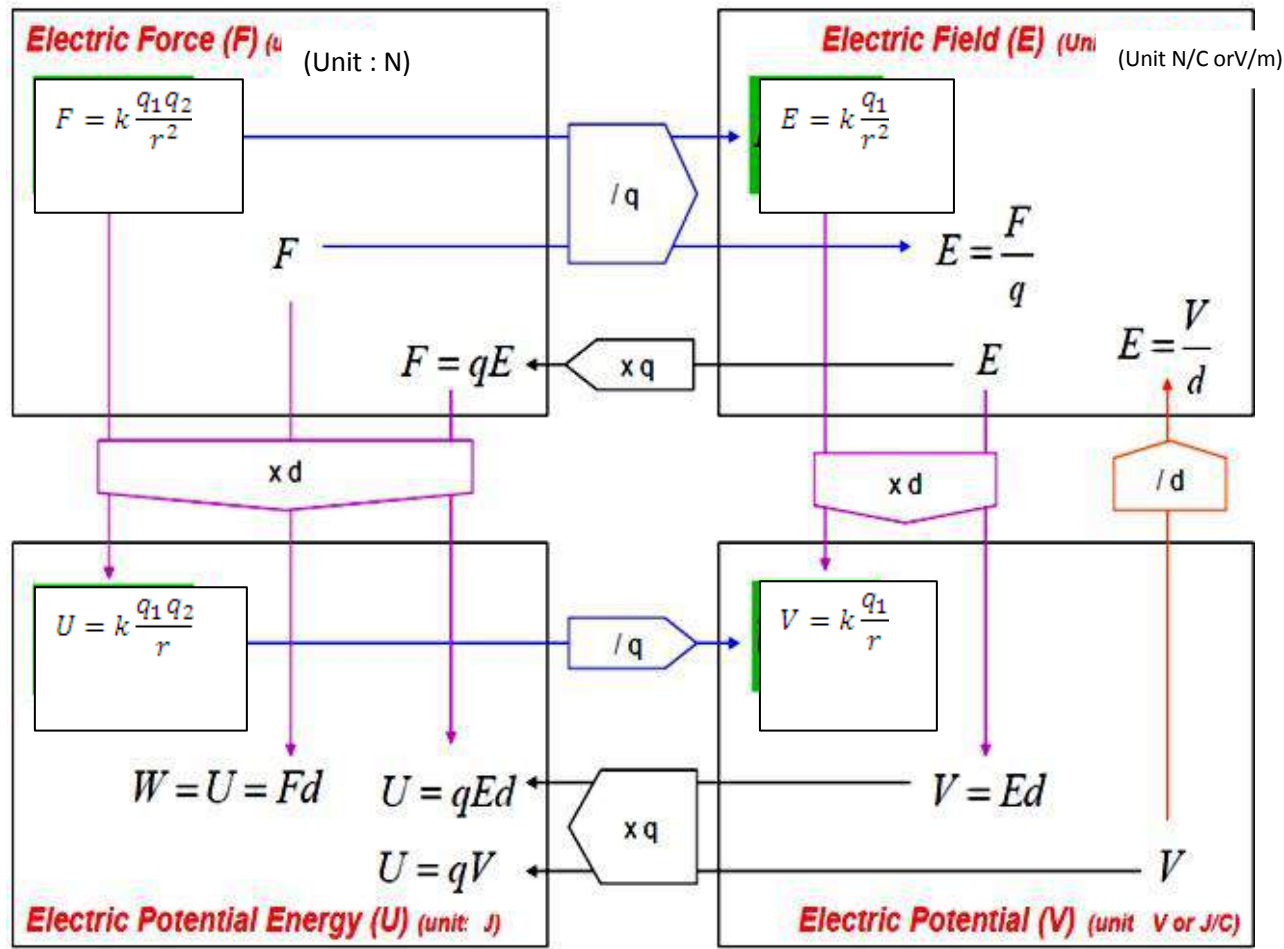 Electric Force (F) (u
(Unit : N)
Electric Field (E) (Uni
(Unit N/C orV/m)
F = k q₁q₂/r²
/ q
E = k q₁/r²
F
E = F/q
F = qE
x q
E
E = V/d
x d
x d
/ d
U = k q₁q₂/r
/ q
V = k q₁/r
W = U = Fd
U = qEd
x q
V = Ed
U = qV
V
Electric Potential Energy (U) (unit: J)
Electric Potential (V) (unit V or J/C)